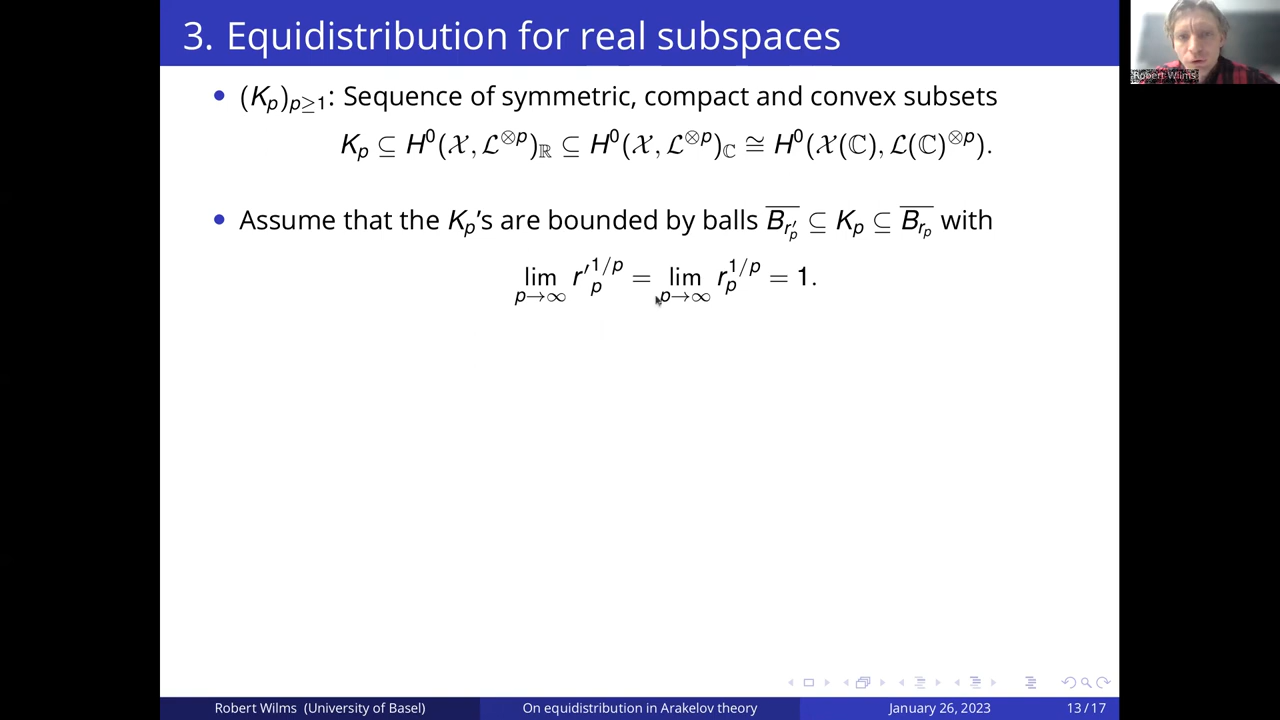 3. Equidistribution for real subspaces
Robert Wilms
• (K_p)_{p≥1}: Sequence of symmetric, compact and convex subsets
K_p ⊆ H⁰(𝒳, ℒ^{⊗p})_ℝ ⊆ H⁰(𝒳, ℒ^{⊗p})_ℂ ≅ H⁰(𝒳(ℂ), ℒ(ℂ)^{⊗p}).
• Assume that the K_p's are bounded by balls \overline{B_{r'_p}} ⊆ K_p ⊆ \overline{B_{r_p}} with
lim_{p→∞} r'_p^{1/p} = lim_{p→∞} r_p^{1/p} = 1.
Robert Wilms (University of Basel) On equidistribution in Arakelov theory January 26, 2023 13 / 17